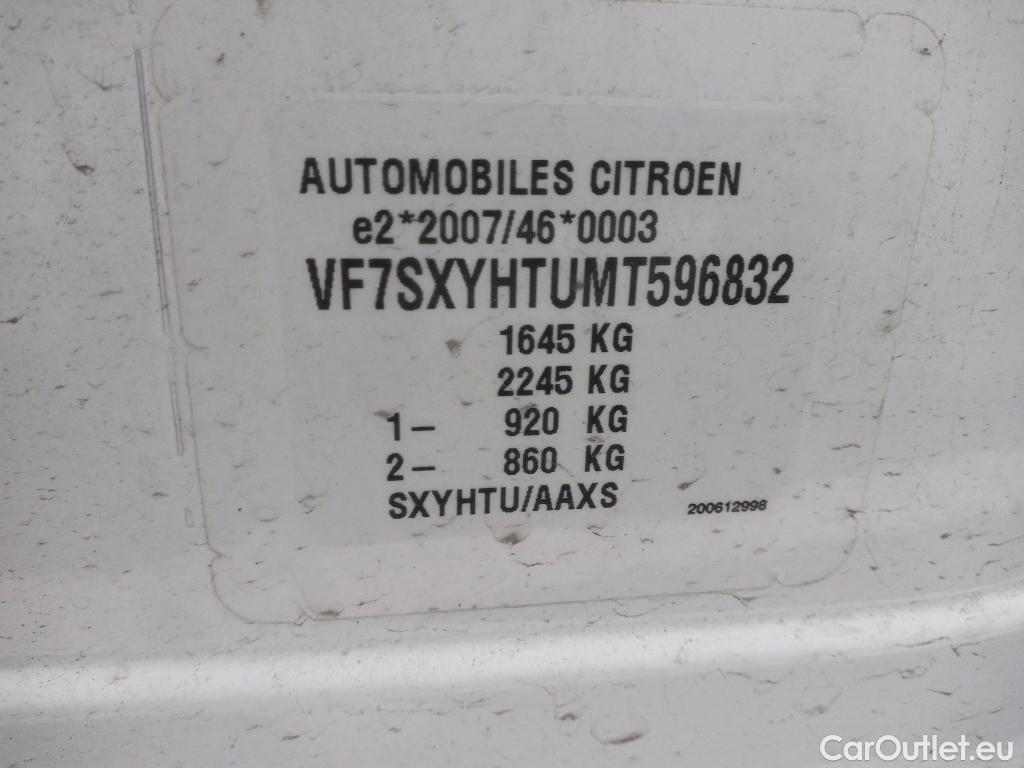 AUTOMOBILES CITROEN
e2*2007/46*0003
VF7SXYHTUMT596832
1645 KG
2245 KG
1- 920 KG
2- 860 KG
SXYHTU/AAXS 200612998
CarOutlet.eu